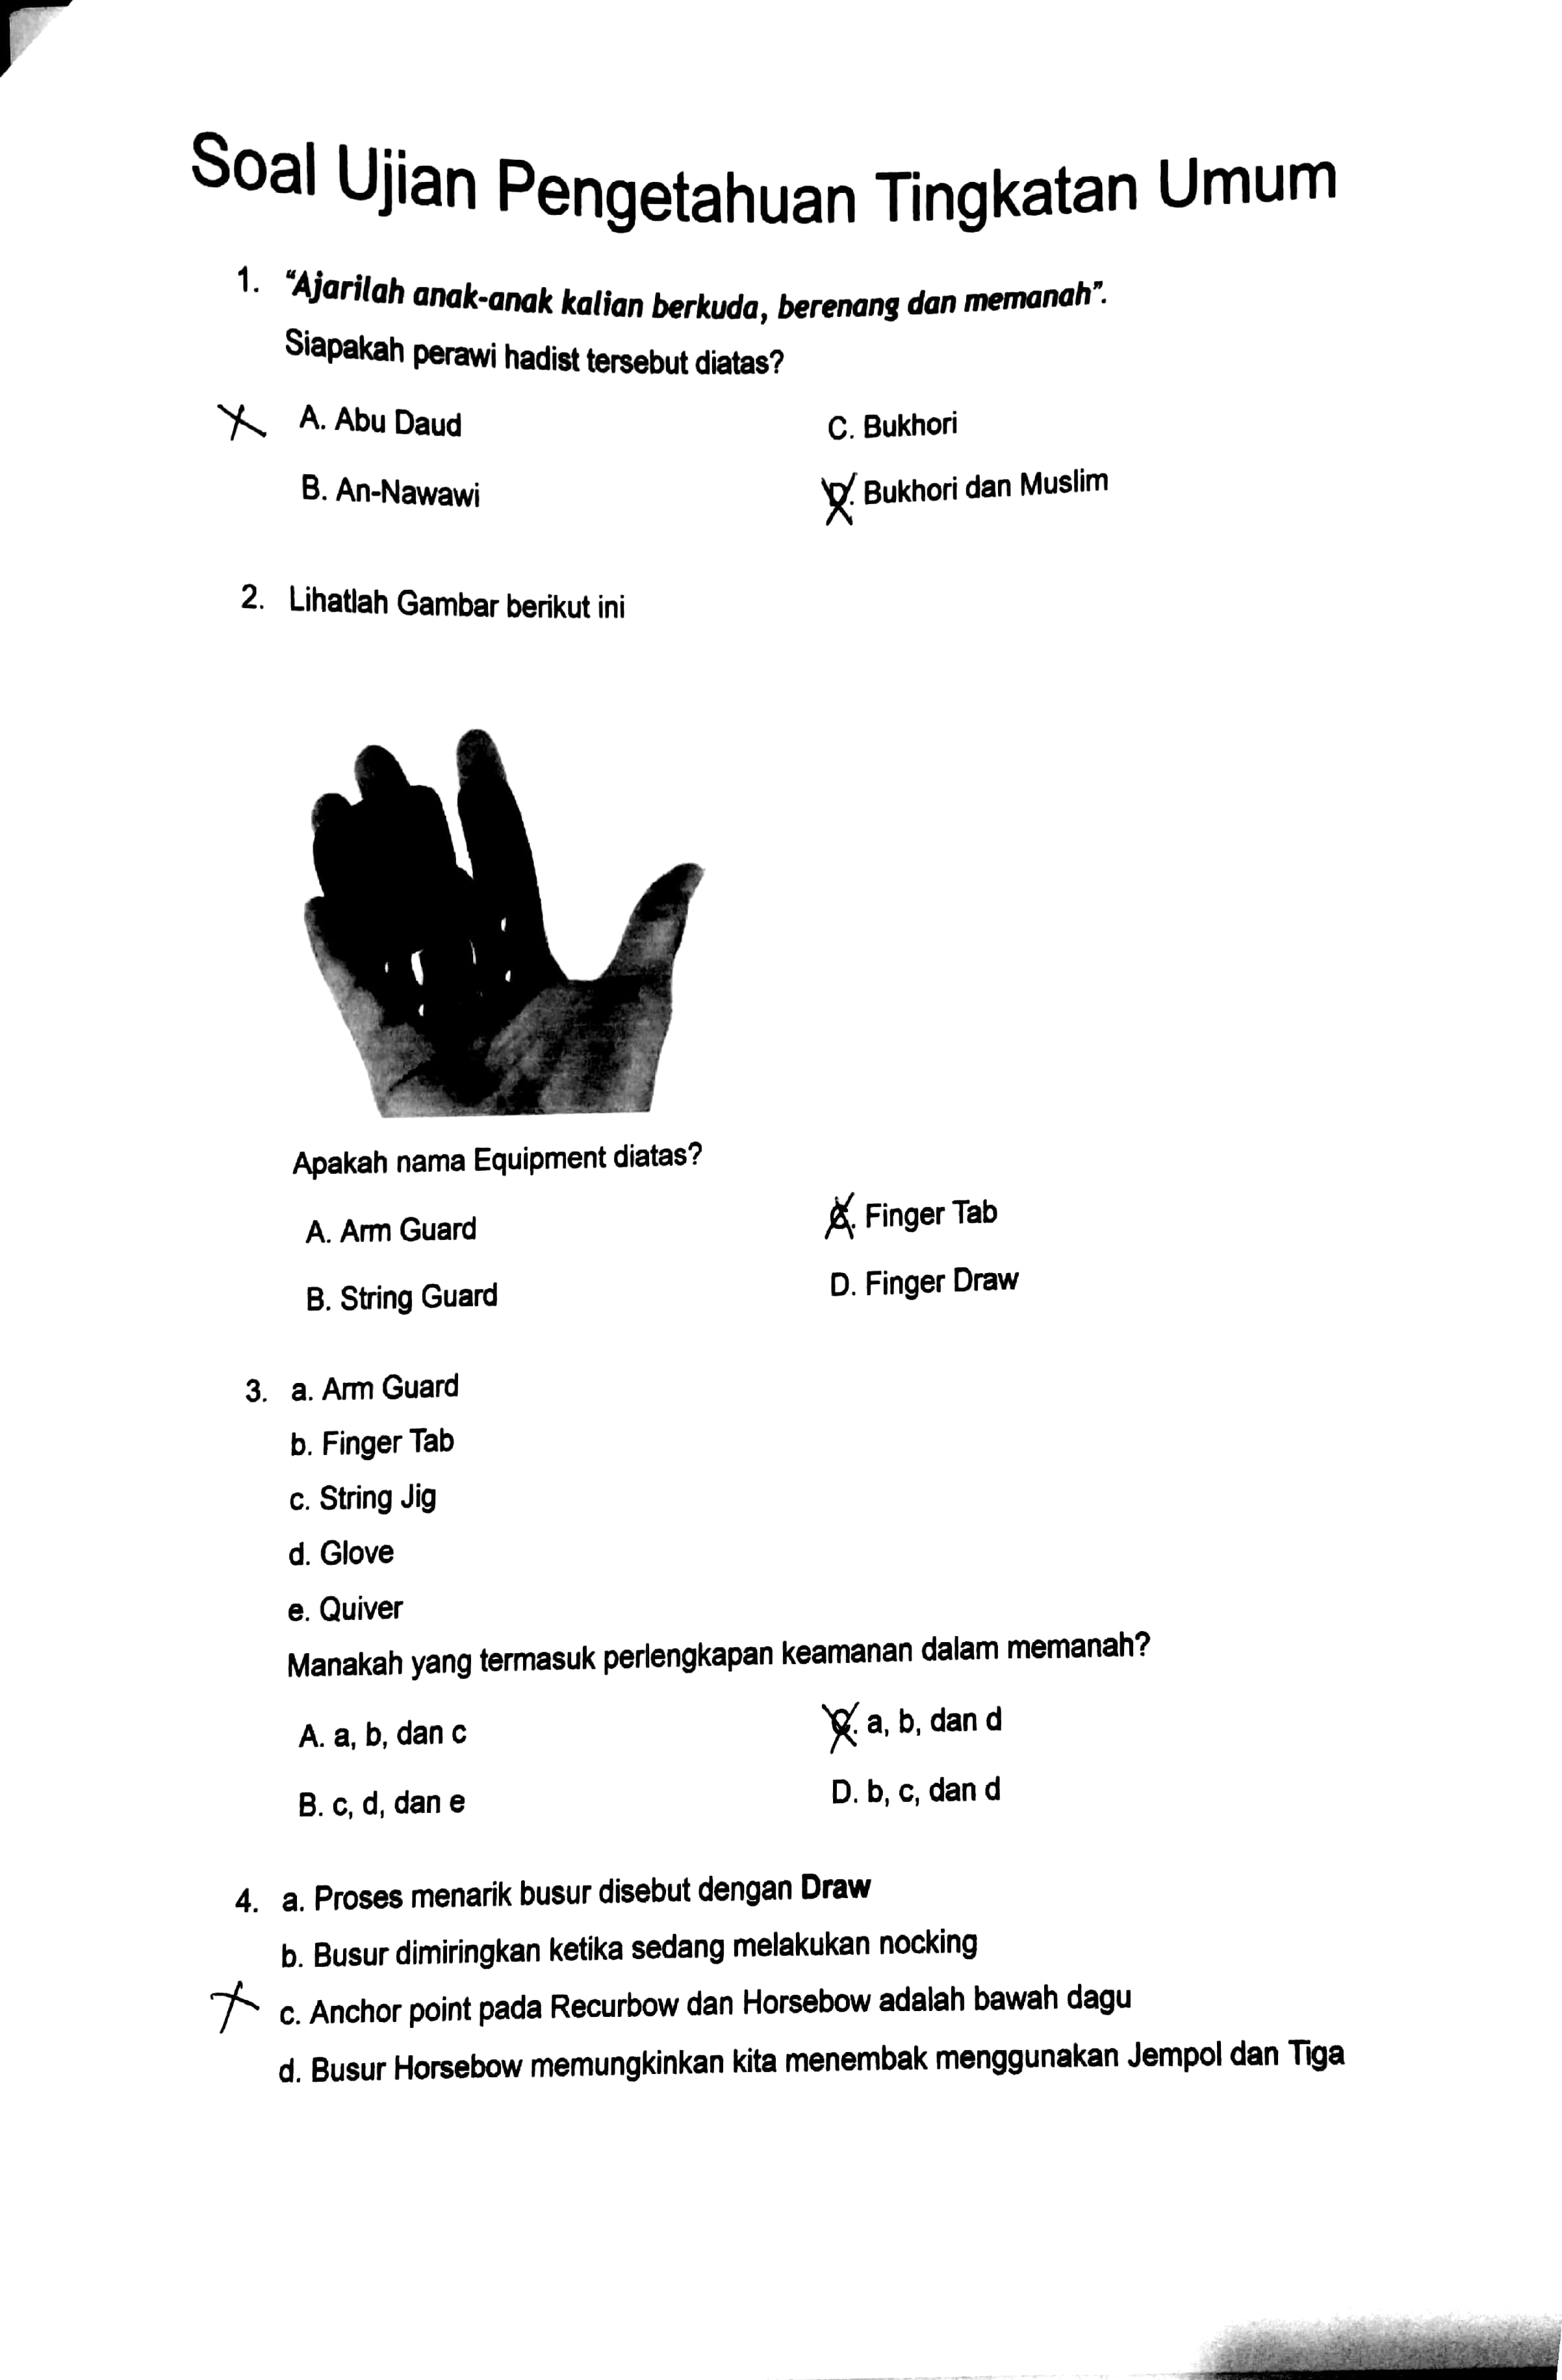 Soal Ujian Pengetahuan Tingkatan Umum
1. “Ajarilah anak-anak kalian berkuda, berenang dan memanah”.
Siapakah perawi hadist tersebut diatas?
A. Abu Daud
C. Bukhori
B. An-Nawawi
D. Bukhori dan Muslim
2. Lihatlah Gambar berikut ini
Apakah nama Equipment diatas?
A. Arm Guard
C. Finger Tab
B. String Guard
D. Finger Draw
3. a. Arm Guard
b. Finger Tab
c. String Jig
d. Glove
e. Quiver
Manakah yang termasuk perlengkapan keamanan dalam memanah?
A. a, b, dan c
C. a, b, dan d
B. c, d, dan e
D. b, c, dan d
4. a. Proses menarik busur disebut dengan Draw
b. Busur dimiringkan ketika sedang melakukan nocking
c. Anchor point pada Recurbow dan Horsebow adalah bawah dagu
d. Busur Horsebow memungkinkan kita menembak menggunakan Jempol dan Tiga